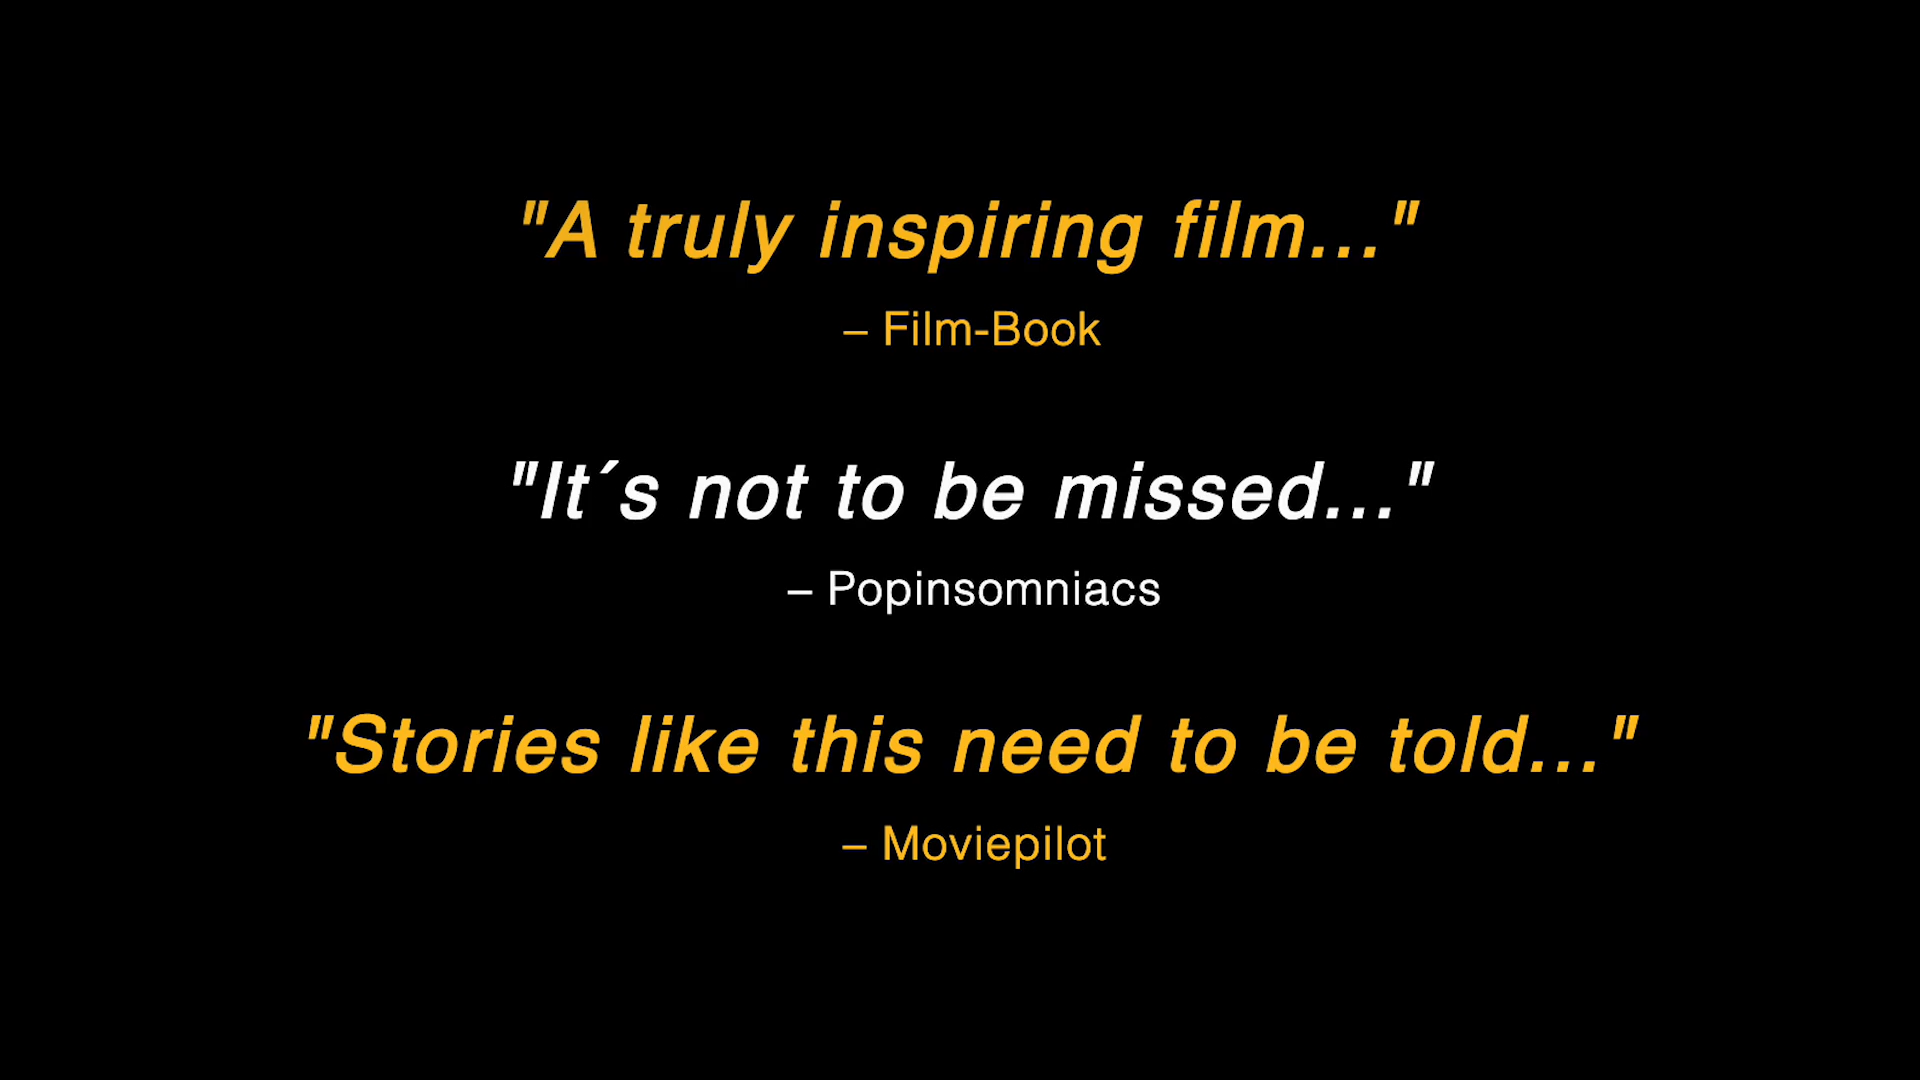 "A truly inspiring film..."
– Film-Book
"It´s not to be missed..."
– Popinsomniacs
"Stories like this need to be told..."
– Moviepilot